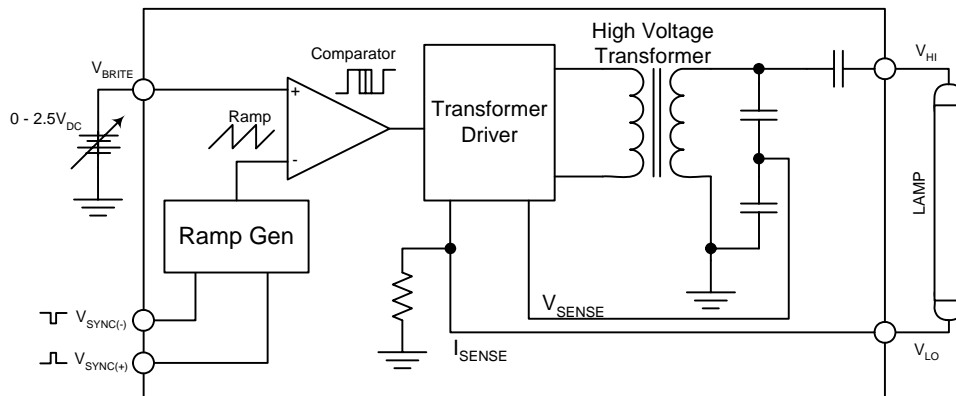 High Voltage
Transformer
Comparator
V_HI
V_BRITE
+
0 - 2.5V_DC
Ramp
Transformer
Driver
-
LAMP
Ramp Gen
V_SENSE
V_SYNC(-)
I_SENSE
V_LO
V_SYNC(+)